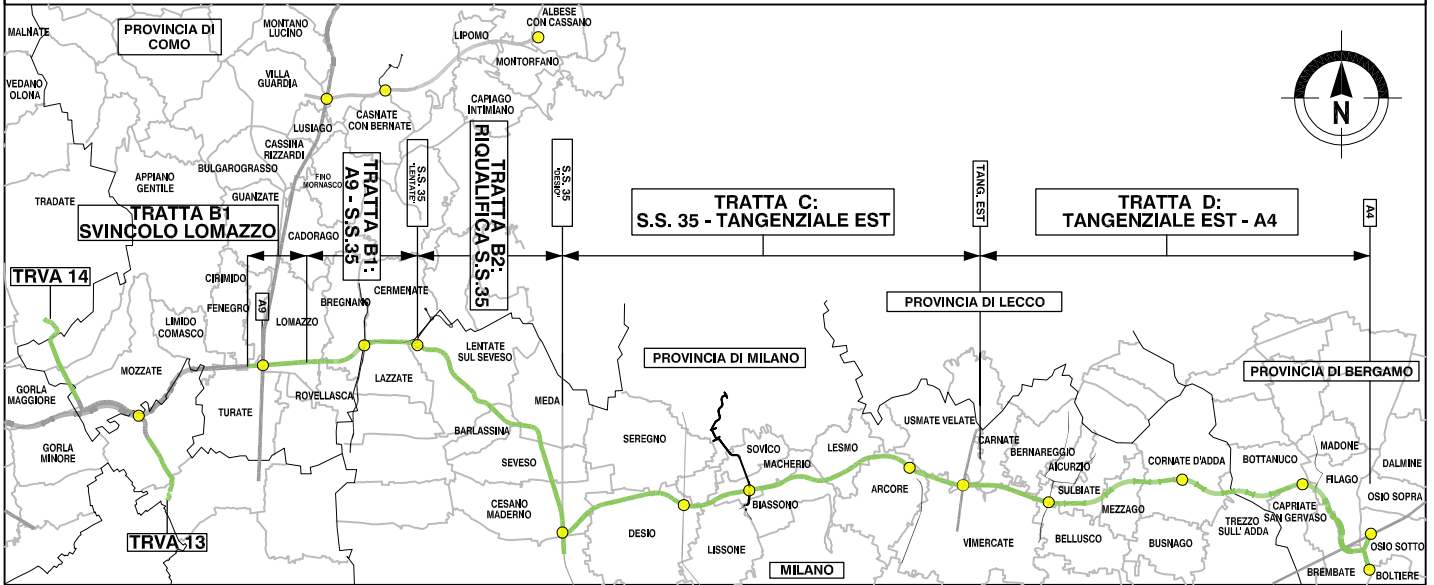 MALNATE
PROVINCIA DI
COMO
MONTANO
LUCINO
LIPOMO
ALBESE
CON CASSANO
MONTORFANO
VEDANO
OLONA
VILLA
GUARDIA
CASNATE
CON BERNATE
CAPIAGO
INTIMIANO
N
LUSIAGO
CASSINA
RIZZARDI
BULGAROGRASSO
FINO
MORNASCO
APPIANO
GENTILE
GUANZATE
TRADATE
TRATTA B1
SVINCOLO LOMAZZO
CADORAGO
TRATTA B1:
A9 - S.S.35
S.S. 35
"LENTATE"
TRATTA B2:
RIQUALIFICA S.S.35
S.S. 35
"DESIO"
TRATTA C:
S.S. 35 - TANGENZIALE EST
TANG. EST
TRATTA D:
TANGENZIALE EST - A4
A4
TRVA 14
CIRIMIDO
FENEGRO
A9
LOMAZZO
BREGNANO
CERMENATE
LIMIDO
COMASCO
MOZZATE
LENTATE
SUL SEVESO
PROVINCIA DI LECCO
PROVINCIA DI MILANO
PROVINCIA DI BERGAMO
GORLA
MAGGIORE
GORLA
MINORE
TURATE
ROVELLASCA
LAZZATE
BARLASSINA
MEDA
SEVESO
CESANO
MADERNO
SEREGNO
DESIO
LISSONE
SOVICO
MACHERIO
BIASSONO
LESMO
ARCORE
USMATE VELATE
CARNATE
BERNAREGGIO
AICURZIO
SULBIATE
VIMERCATE
BELLUSCO
MEZZAGO
BUSNAGO
CORNATE D'ADDA
TREZZO
SULL' ADDA
BOTTANUCO
CAPRIATE
SAN GERVASO
MADONE
FILAGO
DALMINE
OSIO SOPRA
OSIO SOTTO
BREMBATE
BOLTIERE
TRVA 13
MILANO